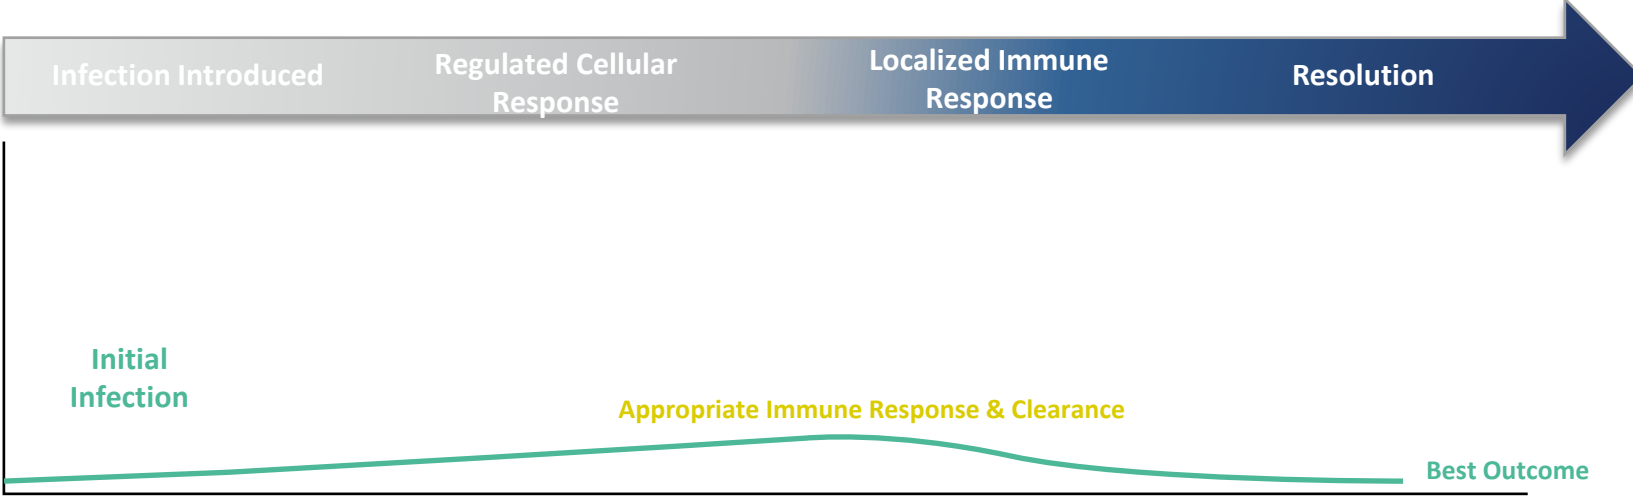 Infection Introduced
Regulated Cellular
Response
Localized Immune
Response
Resolution
Initial
Infection
Appropriate Immune Response & Clearance
Best Outcome